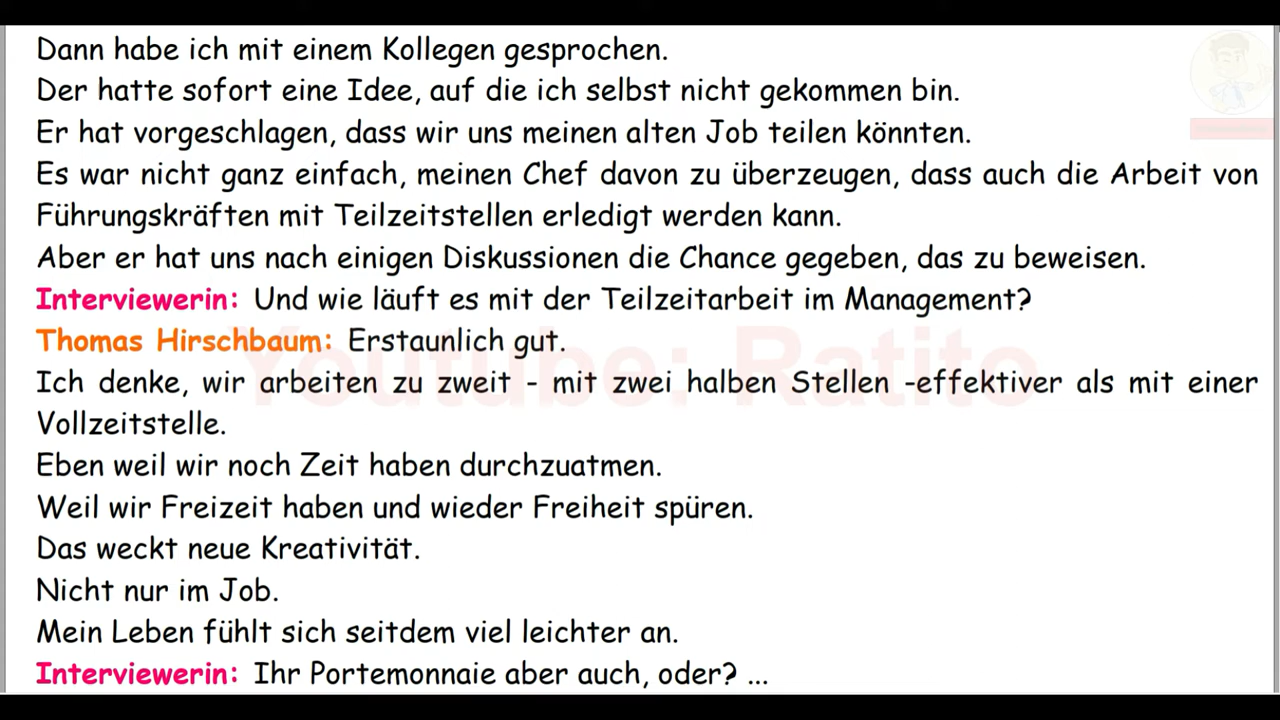 Dann habe ich mit einem Kollegen gesprochen.
Der hatte sofort eine Idee, auf die ich selbst nicht gekommen bin.
Er hat vorgeschlagen, dass wir uns meinen alten Job teilen könnten.
Es war nicht ganz einfach, meinen Chef davon zu überzeugen, dass auch die Arbeit von
Führungskräften mit Teilzeitstellen erledigt werden kann.
Aber er hat uns nach einigen Diskussionen die Chance gegeben, das zu beweisen.
Interviewerin: Und wie läuft es mit der Teilzeitarbeit im Management?
Thomas Hirschbaum: Erstaunlich gut.
Youtube: Ratito
Ich denke, wir arbeiten zu zweit - mit zwei halben Stellen -effektiver als mit einer
Vollzeitstelle.
Eben weil wir noch Zeit haben durchzuatmen.
Weil wir Freizeit haben und wieder Freiheit spüren.
Das weckt neue Kreativität.
Nicht nur im Job.
Mein Leben fühlt sich seitdem viel leichter an.
Interviewerin: Ihr Portemonnaie aber auch, oder? ...